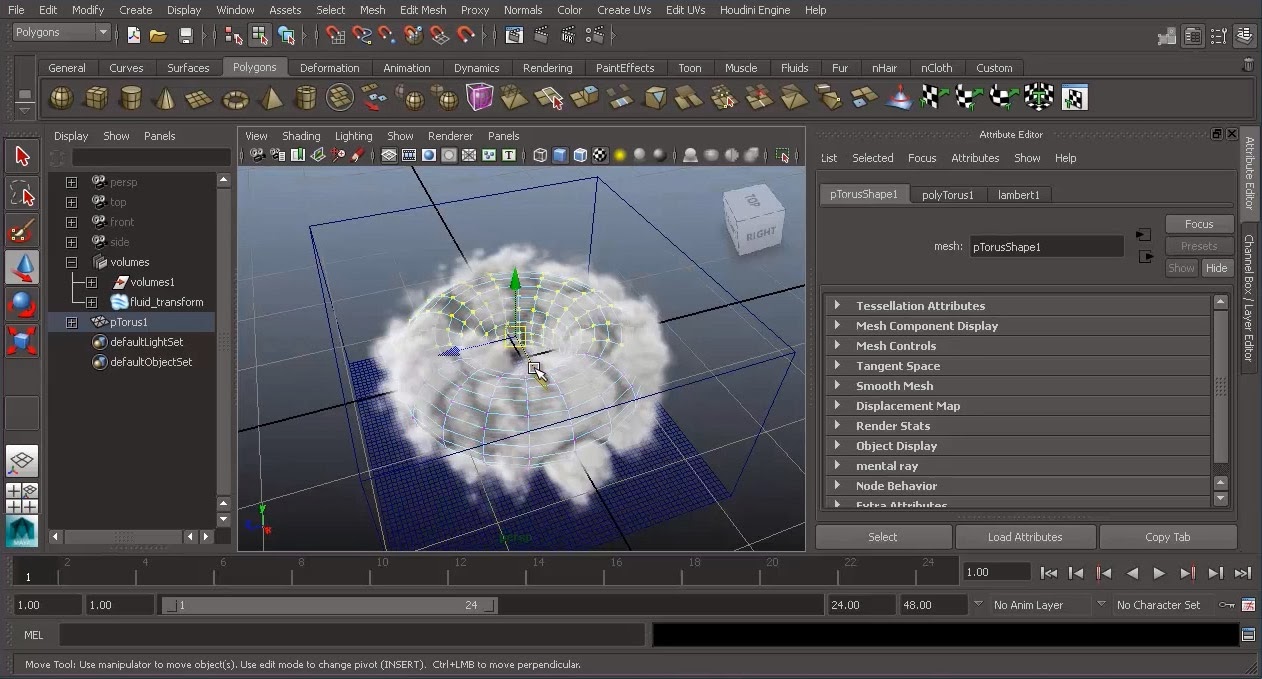 File Edit Modify Create Display Window Assets Select Mesh Edit Mesh Proxy Normals Color Create UVs Edit UVs Houdini Engine Help
Polygons
General Curves Surfaces Polygons Deformation Animation Dynamics Rendering PaintEffects Toon Muscle Fluids Fur nHair nCloth Custom
Display Show Panels
View Shading Lighting Show Renderer Panels
Attribute Editor
List Selected Focus Attributes Show Help
persp
top
front
side
volumes
volumes1
fluid_transform
pTorus1
defaultLightSet
defaultObjectSet
TOP
RIGHT
persp
pTorusShape1 polyTorus1 lambert1
Focus
mesh: pTorusShape1
Presets
Show Hide
Tessellation Attributes
Mesh Component Display
Mesh Controls
Tangent Space
Smooth Mesh
Displacement Map
Render Stats
Object Display
mental ray
Node Behavior
Extra Attributes
Select Load Attributes Copy Tab
Attribute Editor
Channel Box / Layer Editor
1 2 4 6 8 10 12 14 16 18 20 22 24 1.00
1.00 1.00 1 24 24.00 48.00 No Anim Layer No Character Set
MEL
Move Tool: Use manipulator to move object(s). Use edit mode to change pivot (INSERT). Ctrl+LMB to move perpendicular.